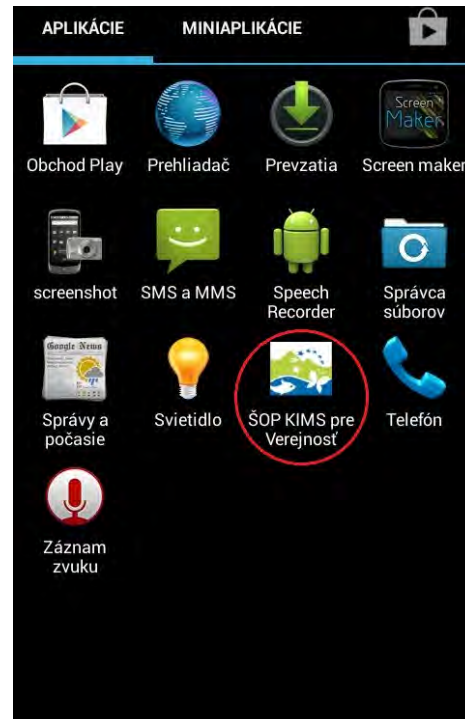 APLIKÁCIE MINIAPLIKÁCIE
Obchod Play Prehliadač Prevzatia Screen maker
Screen
Maker
screenshot SMS a MMS Speech Recorder Správca súborov
Google News
Správy a počasie Svietidlo ŠOP KIMS pre Verejnosť Telefón
Záznam zvuku